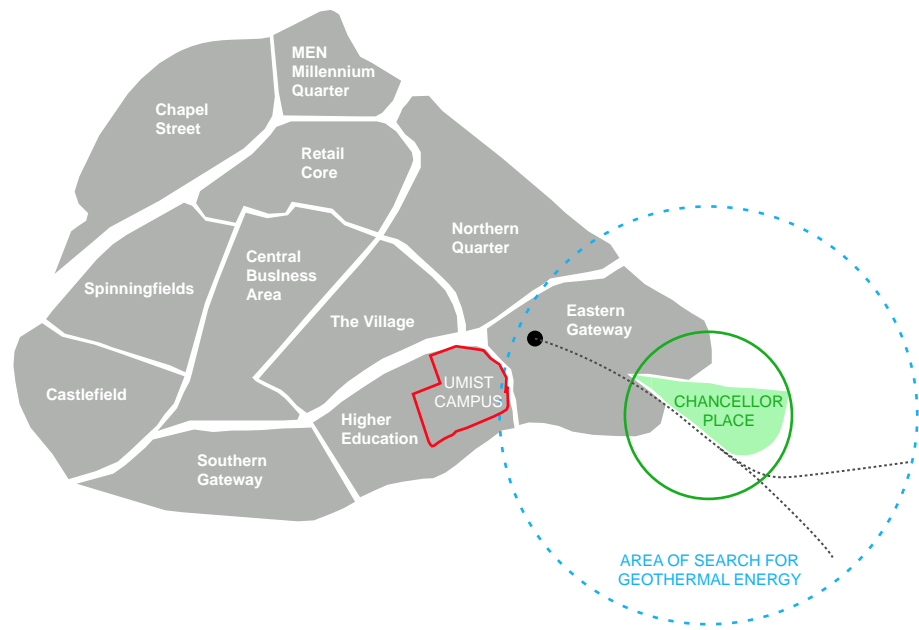 MEN
Millennium
Quarter
Chapel
Street
Retail
Core
Northern
Quarter
Central
Business
Area
Spinningfields
The Village
Eastern
Gateway
Castlefield
UMIST
CAMPUS
CHANCELLOR
PLACE
Higher
Education
Southern
Gateway
AREA OF SEARCH FOR
GEOTHERMAL ENERGY